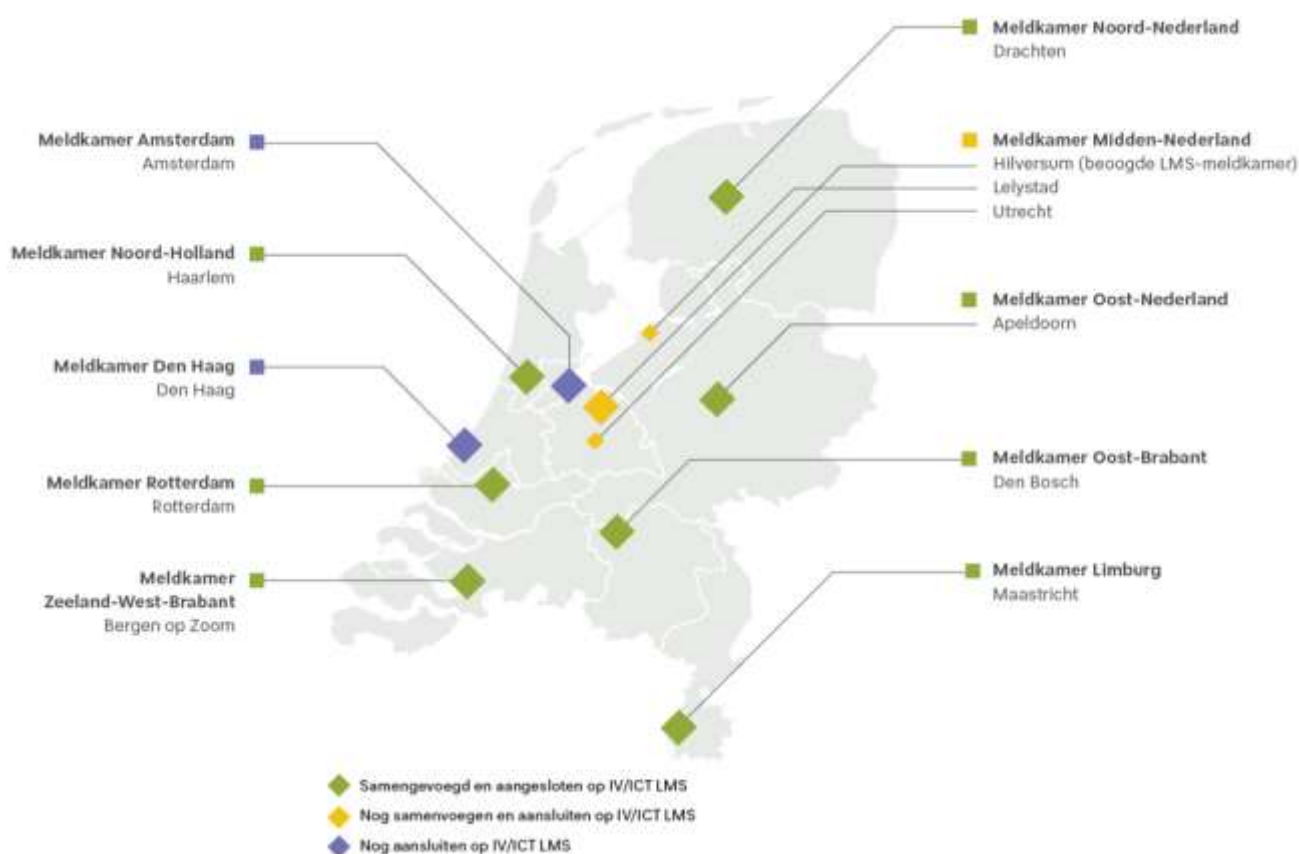 Meldkamer Amsterdam
Amsterdam
Meldkamer Noord-Holland
Haarlem
Meldkamer Den Haag
Den Haag
Meldkamer Rotterdam
Rotterdam
Meldkamer
Zeeland-West-Brabant
Bergen op Zoom
Meldkamer Noord-Nederland
Drachten
Meldkamer Midden-Nederland
Hilversum (beoogde LMS-meldkamer)
Lelystad
Utrecht
Meldkamer Oost-Nederland
Apeldoorn
Meldkamer Oost-Brabant
Den Bosch
Meldkamer Limburg
Maastricht
Samengevoegd en aangesloten op IV/ICT LMS
Nog samenvoegen en aansluiten op IV/ICT LMS
Nog aansluiten op IV/ICT LMS